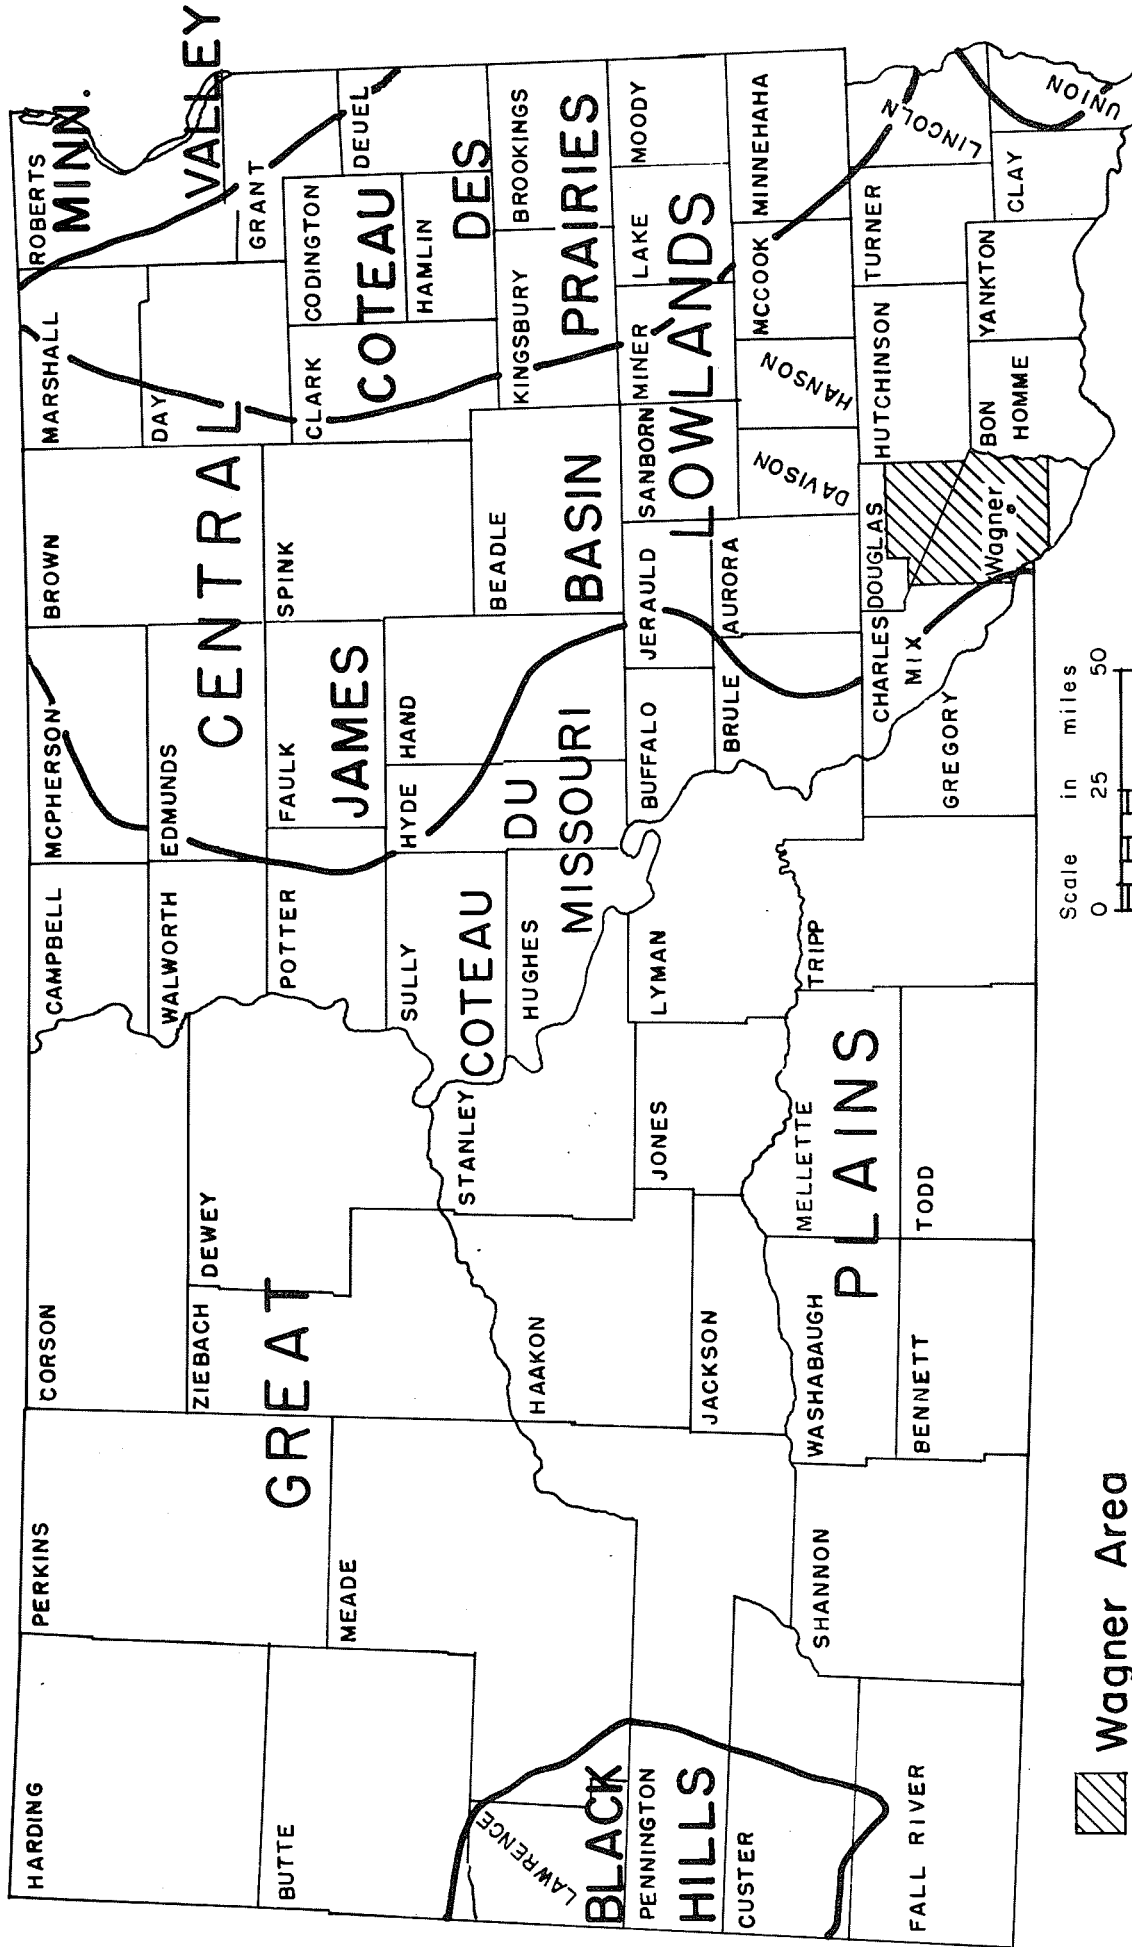 HARDING
PERKINS
CORSON
CAMPBELL
MCPHERSON
BROWN
MARSHALL
ROBERTS
MINN.
VALLEY
BUTTE
MEADE
ZIEBACH
DEWEY
WALWORTH
EDMUNDS
DAY
GRANT
GREAT
CENTRAL
POTTER
FAULK
SPINK
CLARK
CODINGTON
DEUEL
JAMES
COTEAU
HAMLIN
DES
LAWRENCE
STANLEY
SULLY
HYDE
HAND
BEADLE
KINGSBURY
BROOKINGS
COTEAU
DU
HAAKON
HUGHES
MISSOURI
BASIN
PRAIRIES
BLACK
PENNINGTON
HILLS
JONES
LYMAN
BUFFALO
JERAULD
SANBORN
MINER
LAKE
MOODY
LOWLANDS
CUSTER
JACKSON
BRULE
AURORA
DAVISON
HANSON
MCCOOK
MINNEHAHA
SHANNON
WASHABAUGH
MELLETTE
TRIPP
PLAINS
CHARLES
MIX
DOUGLAS
HUTCHINSON
TURNER
LINCOLN
FALL RIVER
BENNETT
TODD
GREGORY
Wagner
BON
HOMME
YANKTON
CLAY
UNION
Wagner Area
Scale in miles
0 25 50